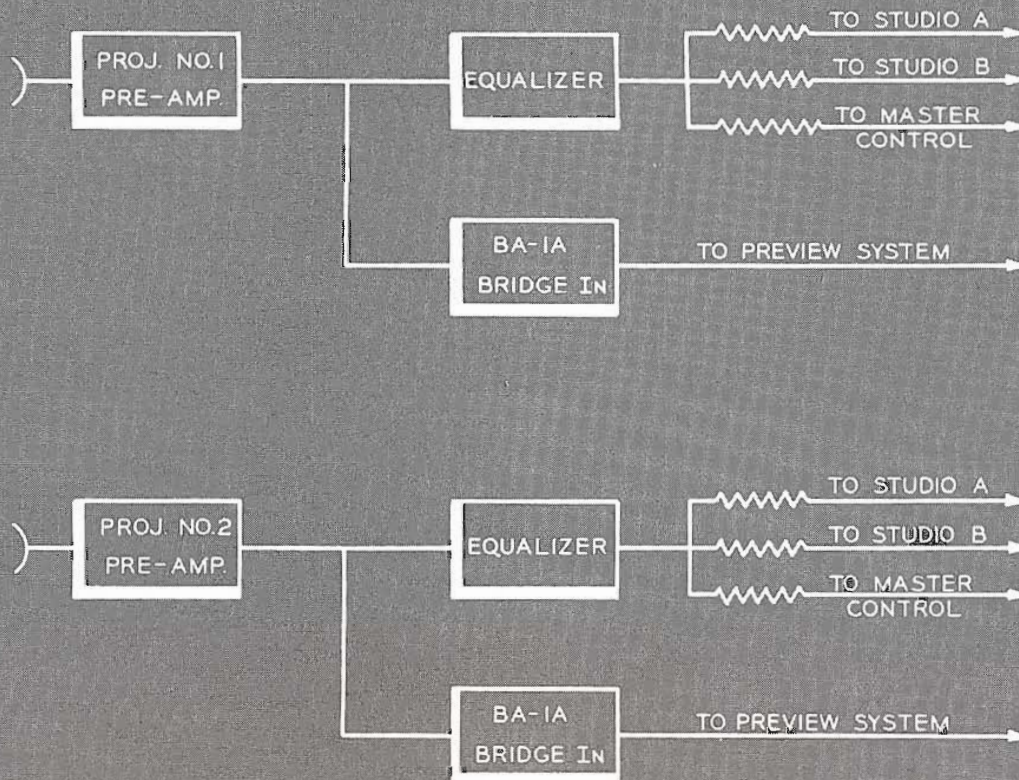 TO STUDIO A
PROJ. NO.1
PRE-AMP.
EQUALIZER
TO STUDIO B
TO MASTER
CONTROL
BA-1A
BRIDGE IN
TO PREVIEW SYSTEM
TO STUDIO A
PROJ. NO.2
PRE-AMP.
EQUALIZER
TO STUDIO B
TO MASTER
CONTROL
BA-1A
BRIDGE IN
TO PREVIEW SYSTEM